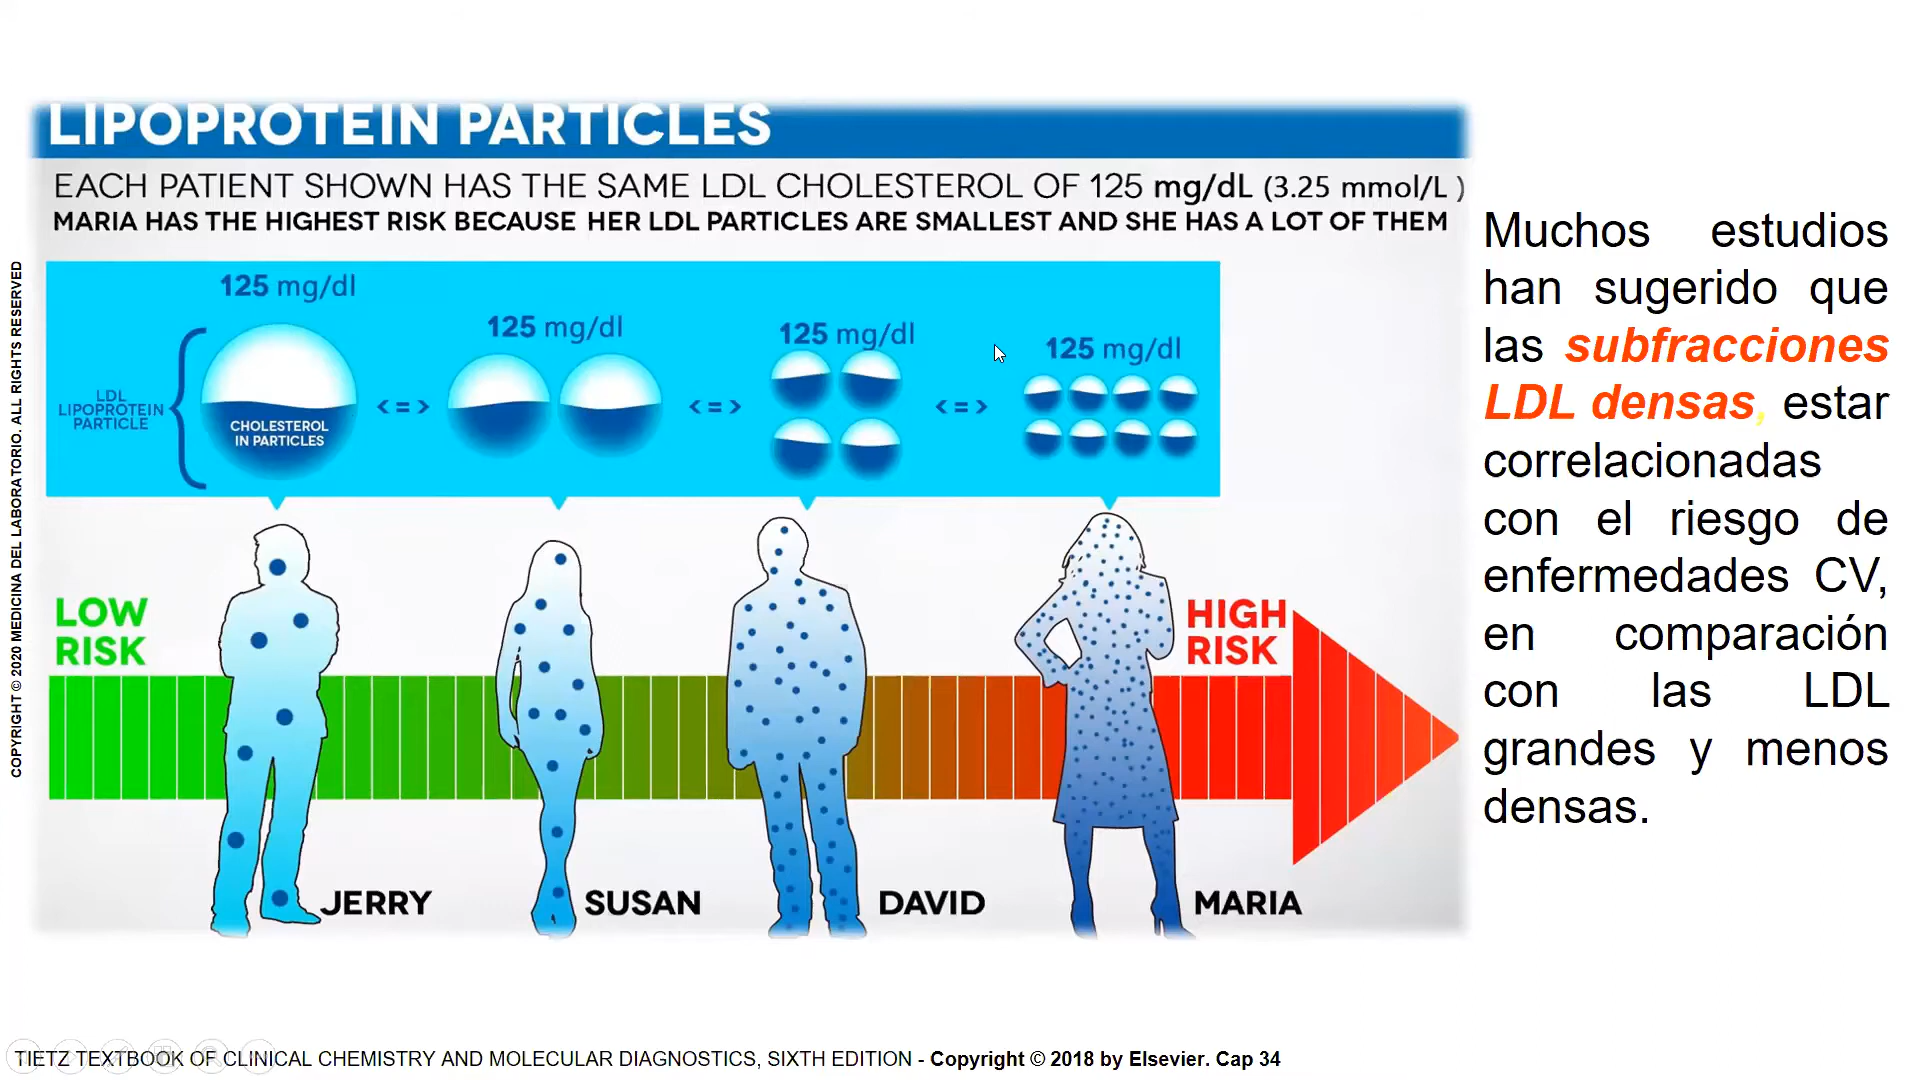 LIPOPROTEIN PARTICLES
EACH PATIENT SHOWN HAS THE SAME LDL CHOLESTEROL OF 125 mg/dL (3.25 mmol/L )
MARIA HAS THE HIGHEST RISK BECAUSE HER LDL PARTICLES ARE SMALLEST AND SHE HAS A LOT OF THEM
125 mg/dl
125 mg/dl
125 mg/dl
125 mg/dl
LDL
LIPOPROTEIN
PARTICLE
CHOLESTEROL
IN PARTICLES
<=>
<=>
<=>
LOW
RISK
HIGH
RISK
JERRY
SUSAN
DAVID
MARIA
Muchos estudios
han sugerido que
las subfracciones
LDL densas, estar
correlacionadas
con el riesgo de
enfermedades CV,
en comparación
con las LDL
grandes y menos
densas.
COPYRIGHT © 2020 MEDICINA DEL LABORATORIO. ALL RIGHTS RESERVED
TIETZ TEXTBOOK OF CLINICAL CHEMISTRY AND MOLECULAR DIAGNOSTICS, SIXTH EDITION - Copyright © 2018 by Elsevier. Cap 34